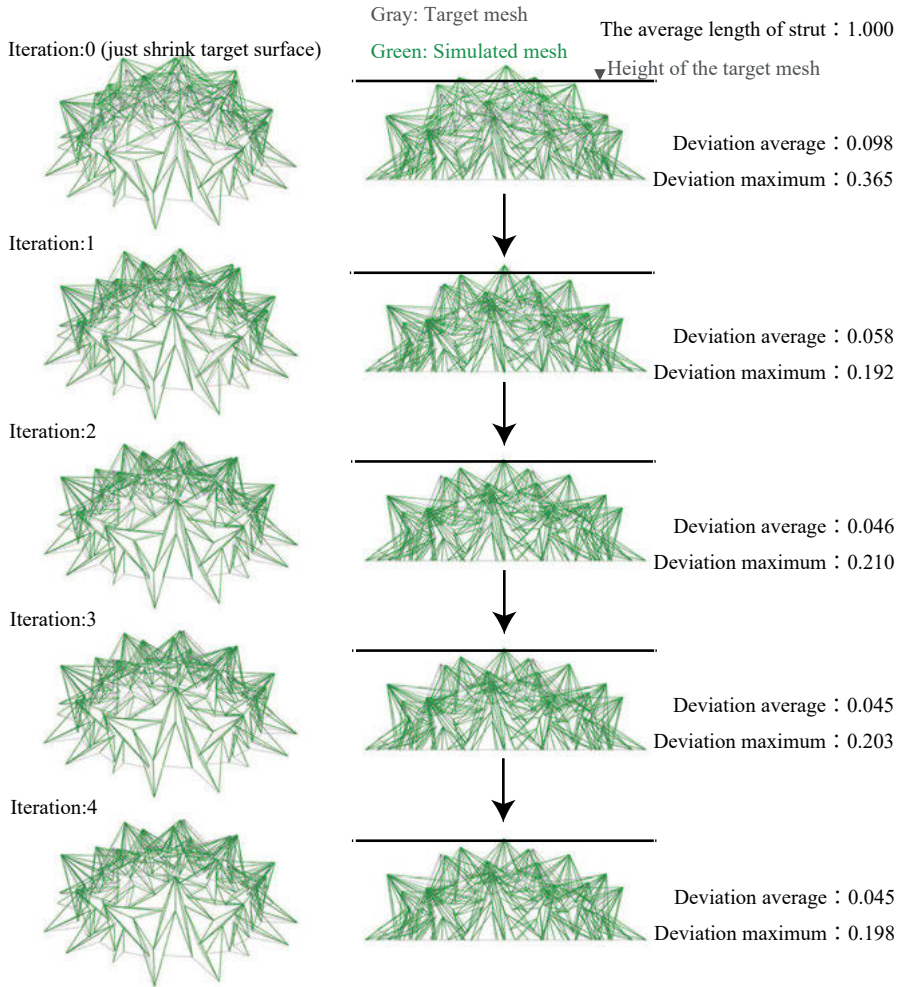 Gray: Target mesh
The average length of strut：1.000
Iteration:0 (just shrink target surface)
Green: Simulated mesh
Height of the target mesh
Deviation average：0.098
Deviation maximum：0.365
Iteration:1
Deviation average：0.058
Deviation maximum：0.192
Iteration:2
Deviation average：0.046
Deviation maximum：0.210
Iteration:3
Deviation average：0.045
Deviation maximum：0.203
Iteration:4
Deviation average：0.045
Deviation maximum：0.198